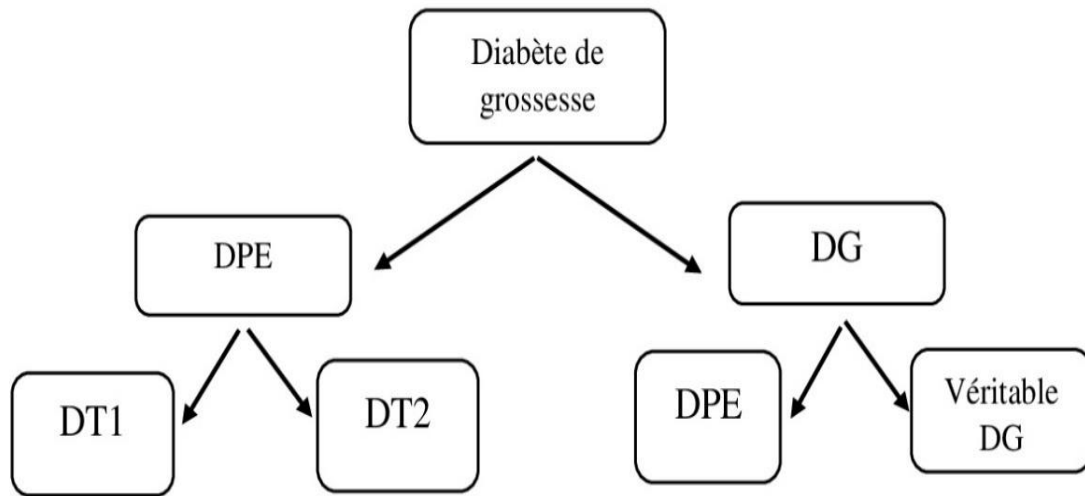 Diabète de
grossesse
DPE
DG
DT1
DT2
DPE
Véritable
DG